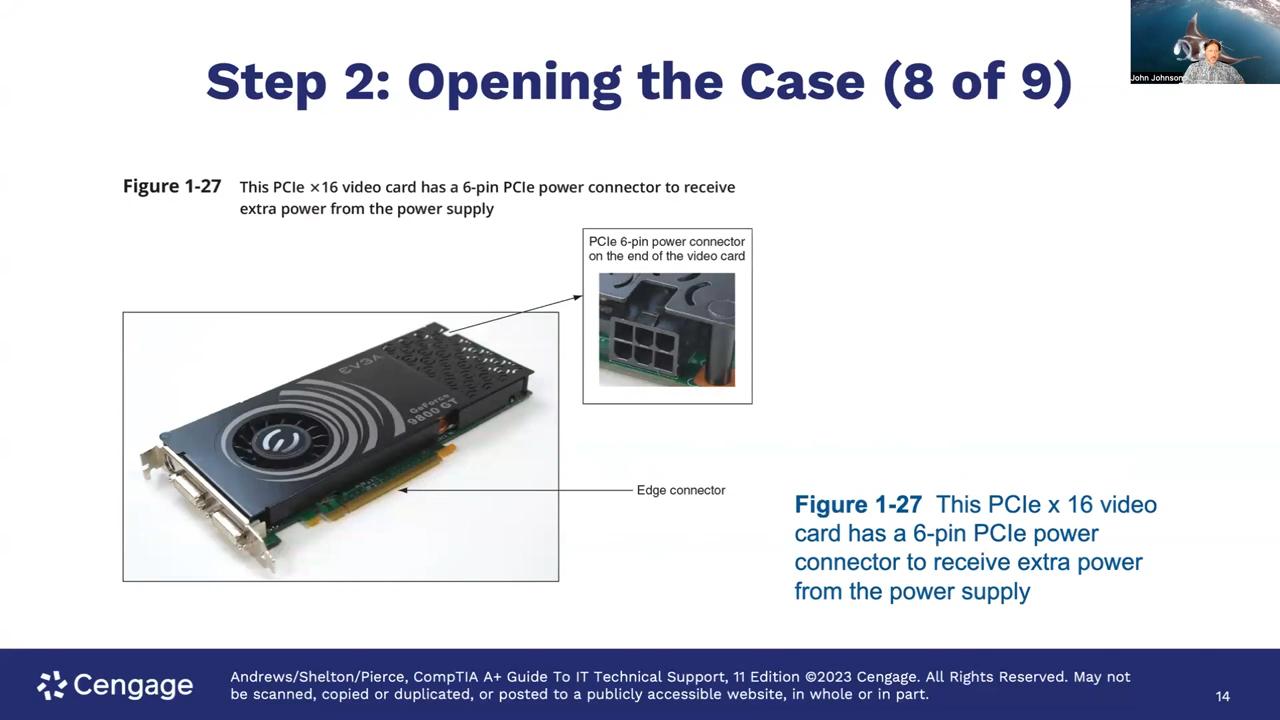 Step 2: Opening the Case (8 of 9)
John Johnson
Figure 1-27 This PCIe ×16 video card has a 6-pin PCIe power connector to receive
extra power from the power supply
PCIe 6-pin power connector
on the end of the video card
EVGA
GeForce
9800 GT
Edge connector
Figure 1-27 This PCIe x 16 video
card has a 6-pin PCIe power
connector to receive extra power
from the power supply
Cengage
Andrews/Shelton/Pierce, CompTIA A+ Guide To IT Technical Support, 11 Edition ©2023 Cengage. All Rights Reserved. May not
be scanned, copied or duplicated, or posted to a publicly accessible website, in whole or in part.
14